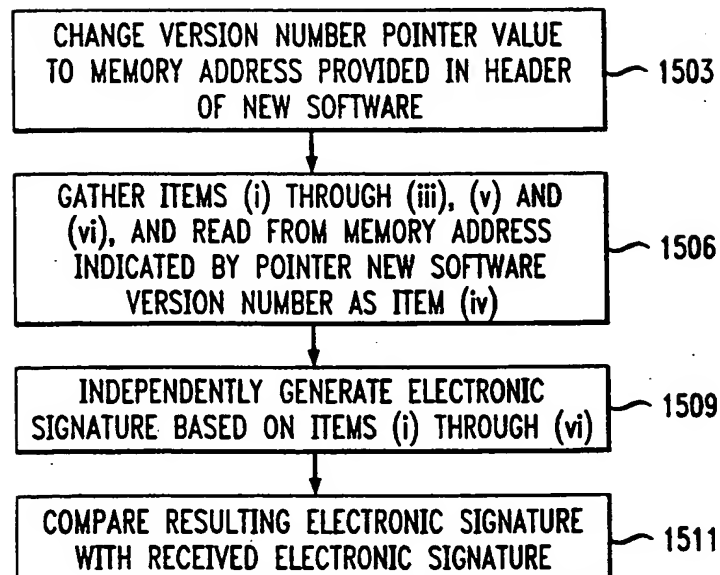 CHANGE VERSION NUMBER POINTER VALUE
TO MEMORY ADDRESS PROVIDED IN HEADER
OF NEW SOFTWARE
1503
GATHER ITEMS (i) THROUGH (iii), (v) AND
(vi), AND READ FROM MEMORY ADDRESS
INDICATED BY POINTER NEW SOFTWARE
VERSION NUMBER AS ITEM (iv)
1506
INDEPENDENTLY GENERATE ELECTRONIC
SIGNATURE BASED ON ITEMS (i) THROUGH (vi)
1509
COMPARE RESULTING ELECTRONIC SIGNATURE
WITH RECEIVED ELECTRONIC SIGNATURE
1511